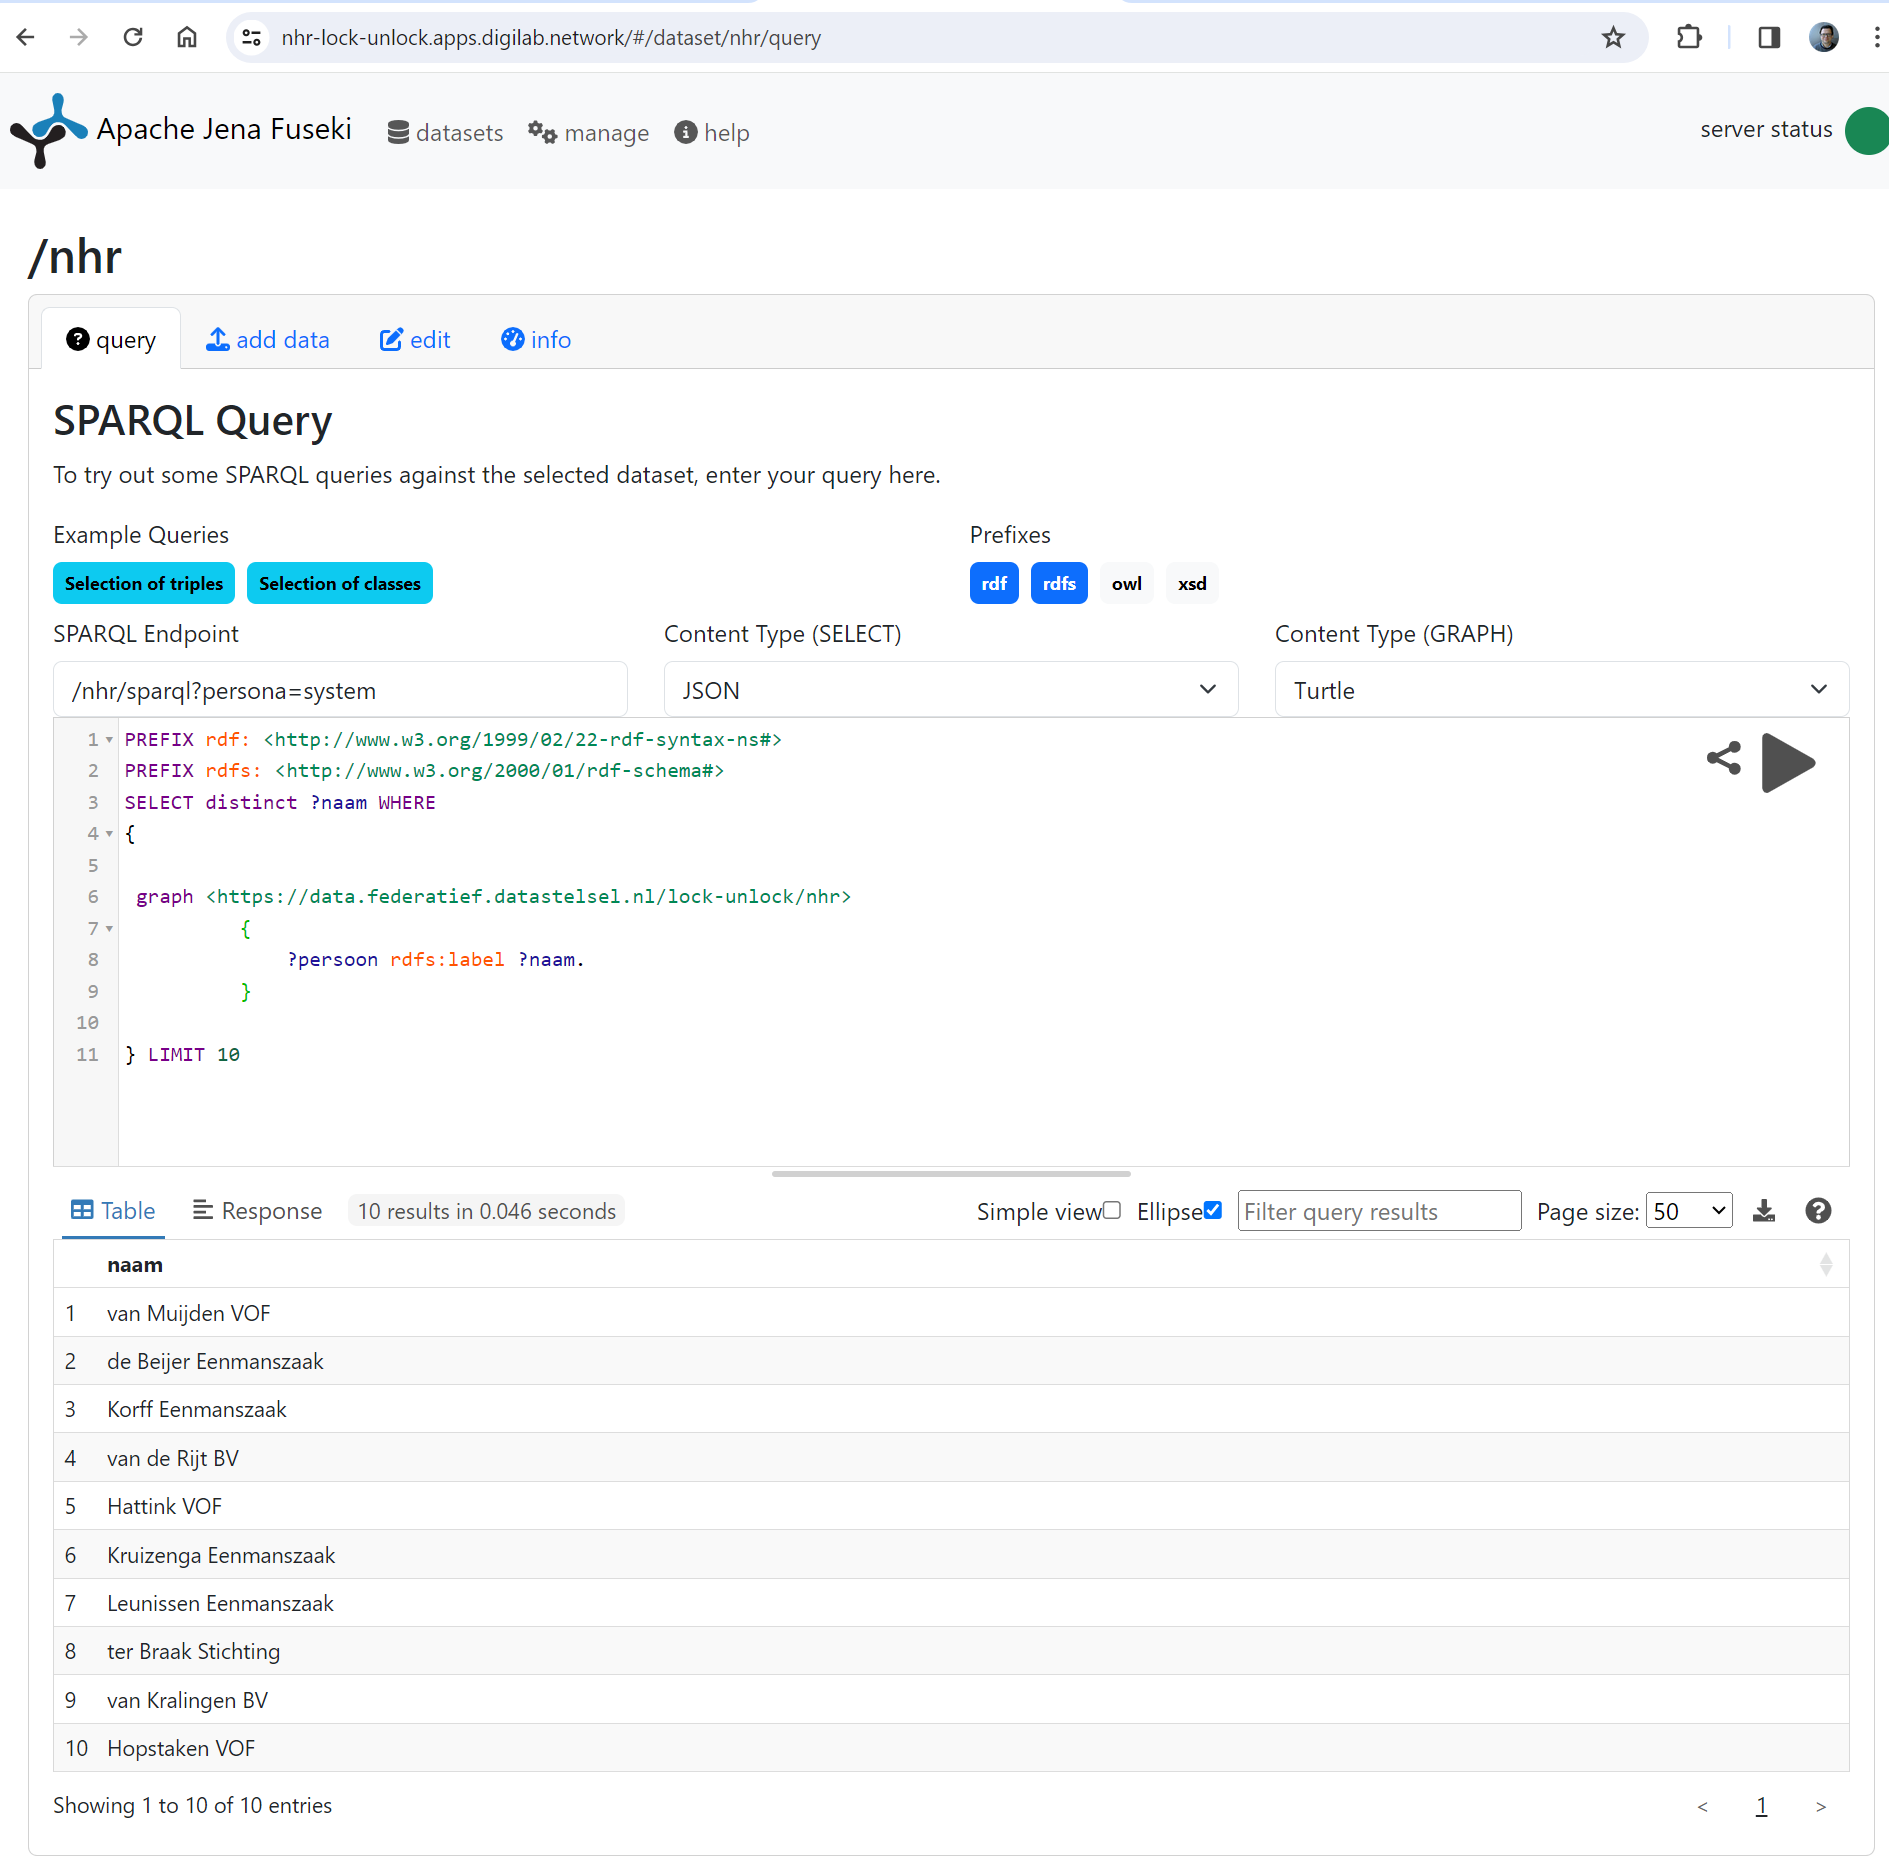 nhr-lock-unlock.apps.digilab.network/#/dataset/nhr/query
Apache Jena Fuseki datasets manage help server status
/nhr
query add data edit info
SPARQL Query
To try out some SPARQL queries against the selected dataset, enter your query here.
Example Queries Prefixes
Selection of triples Selection of classes rdf rdfs owl xsd
SPARQL Endpoint Content Type (SELECT) Content Type (GRAPH)
/nhr/sparql?persona=system JSON Turtle
1 PREFIX rdf: <http://www.w3.org/1999/02/22-rdf-syntax-ns#>
2 PREFIX rdfs: <http://www.w3.org/2000/01/rdf-schema#>
3 SELECT distinct ?naam WHERE
4 {
5
6 graph <https://data.federatief.datastelsel.nl/lock-unlock/nhr>
7 {
8 ?persoon rdfs:label ?naam.
9 }
10
11 } LIMIT 10
Table Response 10 results in 0.046 seconds Simple view Ellipse Filter query results Page size: 50
naam
1 van Muijden VOF
2 de Beijer Eenmanszaak
3 Korff Eenmanszaak
4 van de Rijt BV
5 Hattink VOF
6 Kruizenga Eenmanszaak
7 Leunissen Eenmanszaak
8 ter Braak Stichting
9 van Kralingen BV
10 Hopstaken VOF
Showing 1 to 10 of 10 entries < 1 >